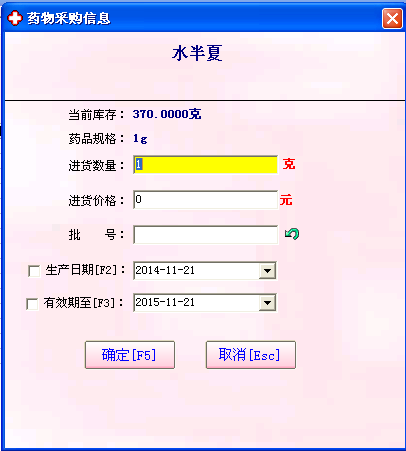 药物采购信息
水半夏
当前库存： 370.0000克
药品规格： 1g
进货数量： 1 克
进货价格： 0 元
批 号：
生产日期[F2]： 2014-11-21
有效期至[F3]： 2015-11-21
确定[F5] 取消[Esc]